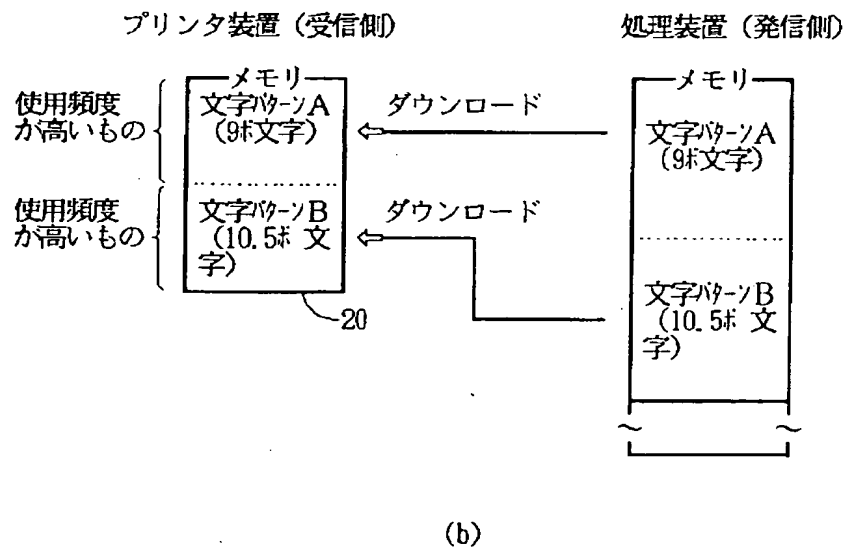 プリンタ装置（受信側）
処理装置（発信側）
メモリ
使用頻度
が高いもの
文字パターンA
（9ポ文字）
ダウンロード
使用頻度
が高いもの
文字パターンB
（10.5ポ 文
字）
ダウンロード
20
メモリ
文字パターンA
（9ポ文字）
文字パターンB
（10.5ポ 文
字）
(b)